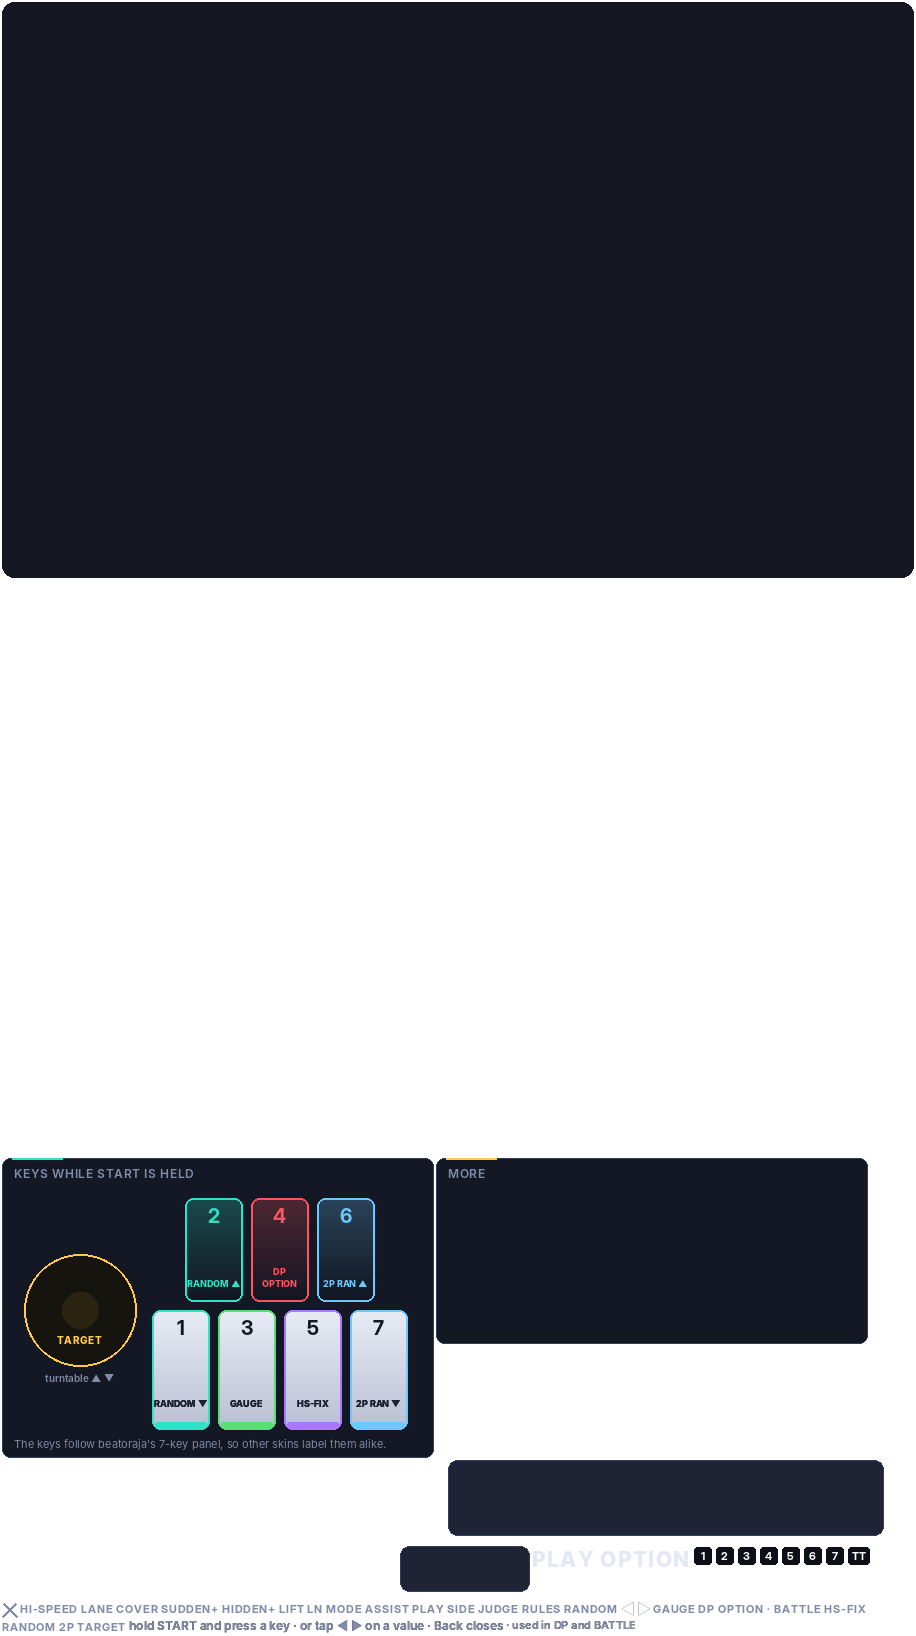 KEYS WHILE START IS HELD
MORE
2
4
6
RANDOM ▲
DP OPTION
2P RAN ▲
TARGET
turntable ▲ ▼
1
3
5
7
RANDOM ▼
GAUGE
HS-FIX
2P RAN ▼
The keys follow beatoraja's 7-key panel, so other skins label them alike.
PLAY OPTION 1 2 3 4 5 6 7 TT
HI-SPEED LANE COVER SUDDEN+ HIDDEN+ LIFT LN MODE ASSIST PLAY SIDE JUDGE RULES RANDOM ◁ ▷ GAUGE DP OPTION · BATTLE HS-FIX
RANDOM 2P TARGET hold START and press a key · or tap ◀ ▶ on a value · Back closes · used in DP and BATTLE